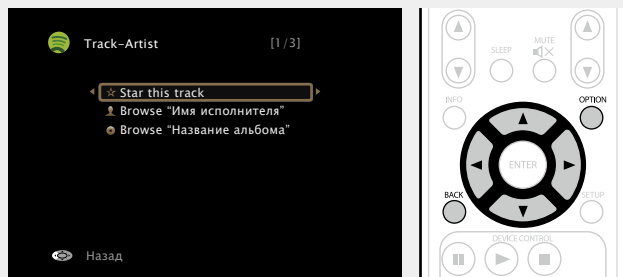 Track-Artist [1/3]
☆ Star this track
Browse “Имя исполнителя”
Browse “Название альбома”
Назад
SLEEP MUTE
INFO OPTION
ENTER
BACK SETUP
DEVICE CONTROL